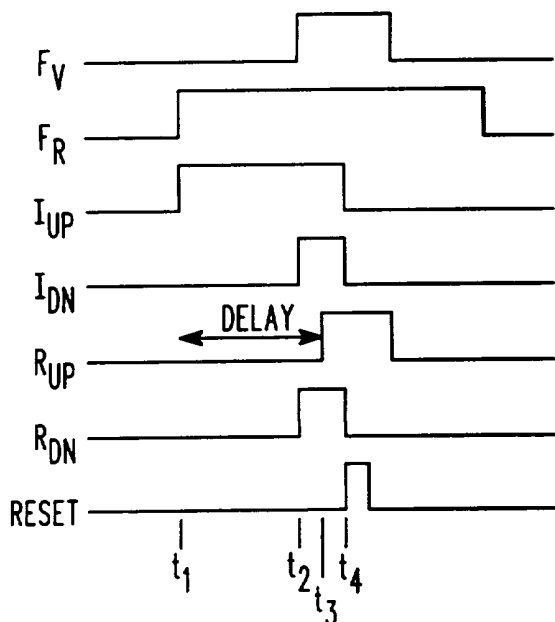 F_V
F_R
I_UP
I_DN
DELAY
R_UP
R_DN
RESET
t_1
t_2
t_3
t_4